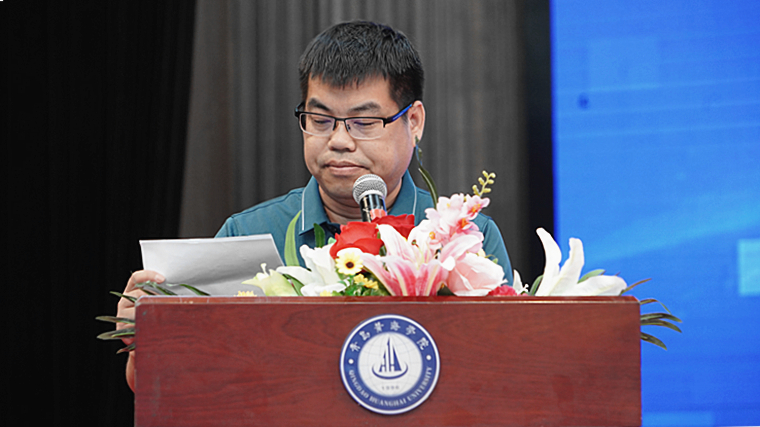 青岛黄海学院
QINGDAO HUANGHAI UNIVERSITY